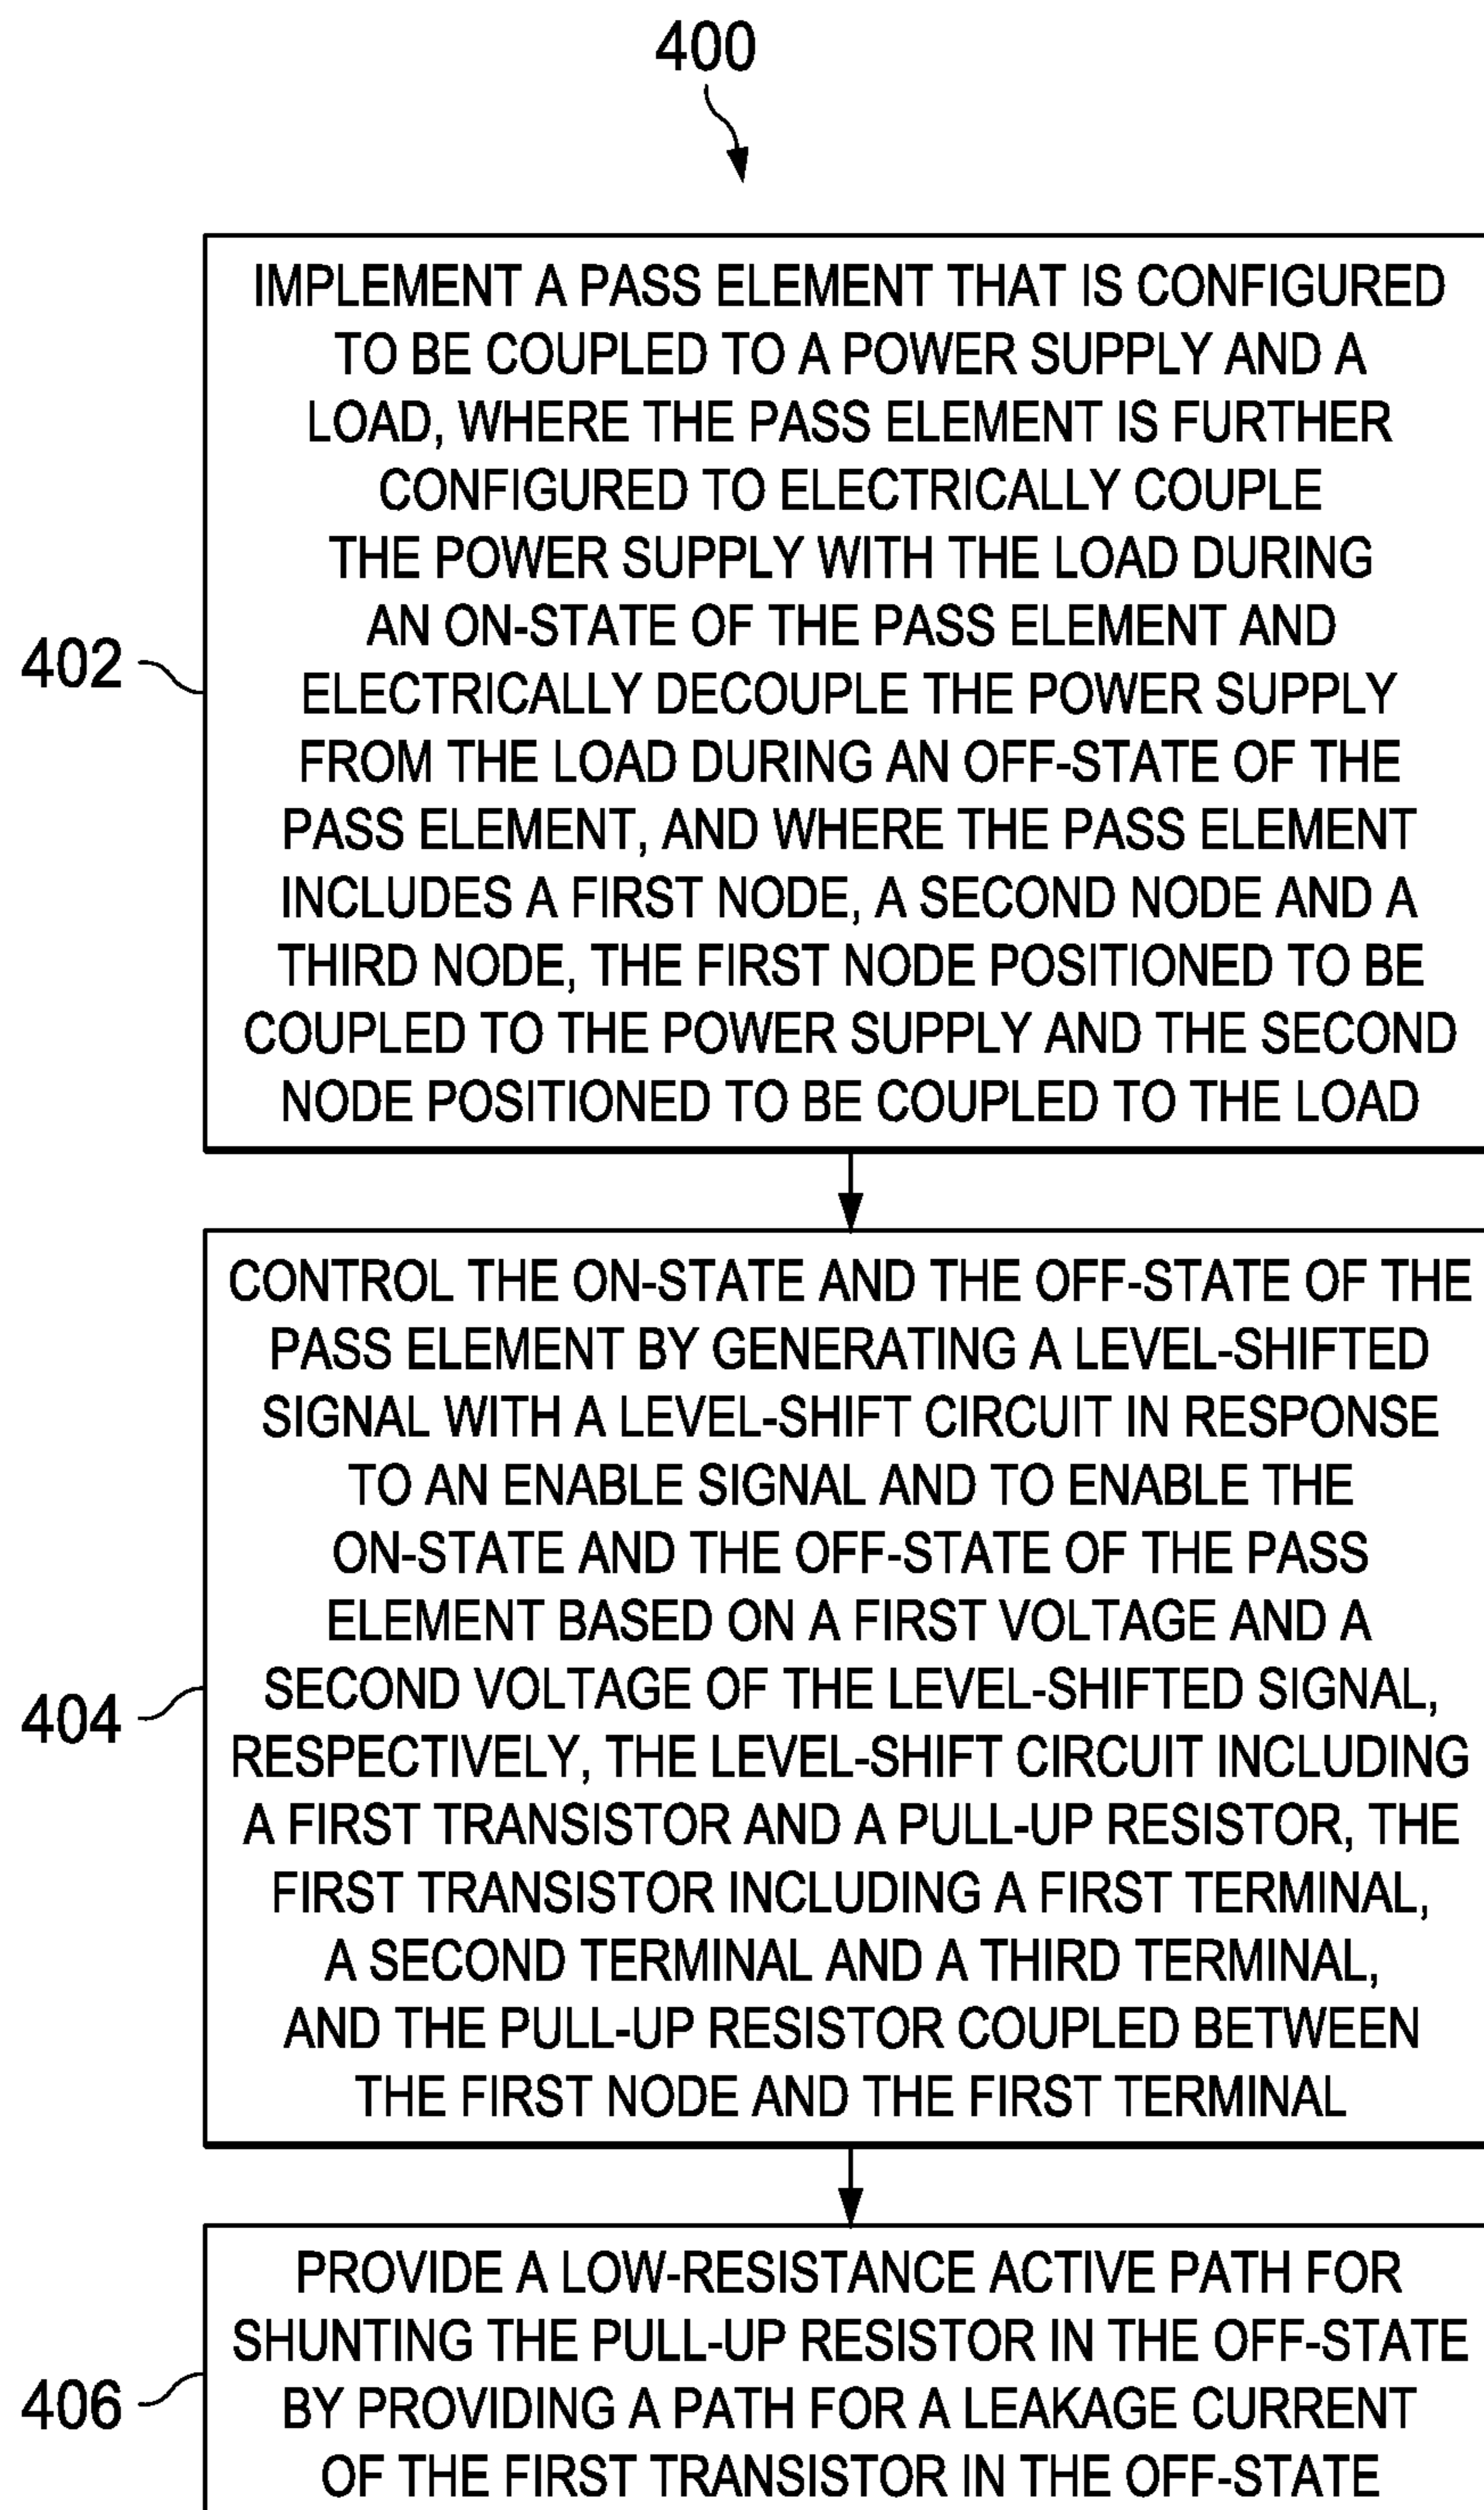 400
IMPLEMENT A PASS ELEMENT THAT IS CONFIGURED
TO BE COUPLED TO A POWER SUPPLY AND A
LOAD, WHERE THE PASS ELEMENT IS FURTHER
CONFIGURED TO ELECTRICALLY COUPLE
THE POWER SUPPLY WITH THE LOAD DURING
AN ON-STATE OF THE PASS ELEMENT AND
ELECTRICALLY DECOUPLE THE POWER SUPPLY
FROM THE LOAD DURING AN OFF-STATE OF THE
PASS ELEMENT, AND WHERE THE PASS ELEMENT
INCLUDES A FIRST NODE, A SECOND NODE AND A
THIRD NODE, THE FIRST NODE POSITIONED TO BE
COUPLED TO THE POWER SUPPLY AND THE SECOND
NODE POSITIONED TO BE COUPLED TO THE LOAD
402
CONTROL THE ON-STATE AND THE OFF-STATE OF THE
PASS ELEMENT BY GENERATING A LEVEL-SHIFTED
SIGNAL WITH A LEVEL-SHIFT CIRCUIT IN RESPONSE
TO AN ENABLE SIGNAL AND TO ENABLE THE
ON-STATE AND THE OFF-STATE OF THE PASS
ELEMENT BASED ON A FIRST VOLTAGE AND A
SECOND VOLTAGE OF THE LEVEL-SHIFTED SIGNAL,
RESPECTIVELY, THE LEVEL-SHIFT CIRCUIT INCLUDING
A FIRST TRANSISTOR AND A PULL-UP RESISTOR, THE
FIRST TRANSISTOR INCLUDING A FIRST TERMINAL,
A SECOND TERMINAL AND A THIRD TERMINAL,
AND THE PULL-UP RESISTOR COUPLED BETWEEN
THE FIRST NODE AND THE FIRST TERMINAL
404
PROVIDE A LOW-RESISTANCE ACTIVE PATH FOR
SHUNTING THE PULL-UP RESISTOR IN THE OFF-STATE
BY PROVIDING A PATH FOR A LEAKAGE CURRENT
OF THE FIRST TRANSISTOR IN THE OFF-STATE
406